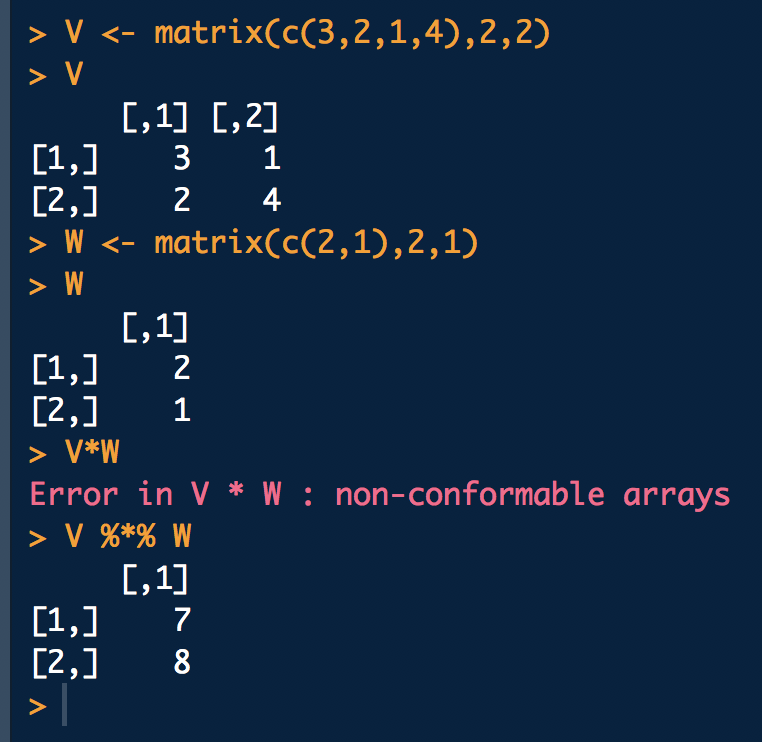 > V <- matrix(c(3,2,1,4),2,2)
> V
     [,1] [,2]
[1,]    3    1
[2,]    2    4
> W <- matrix(c(2,1),2,1)
> W
     [,1]
[1,]    2
[2,]    1
> V*W
Error in V * W : non-conformable arrays
> V %*% W
     [,1]
[1,]    7
[2,]    8
>